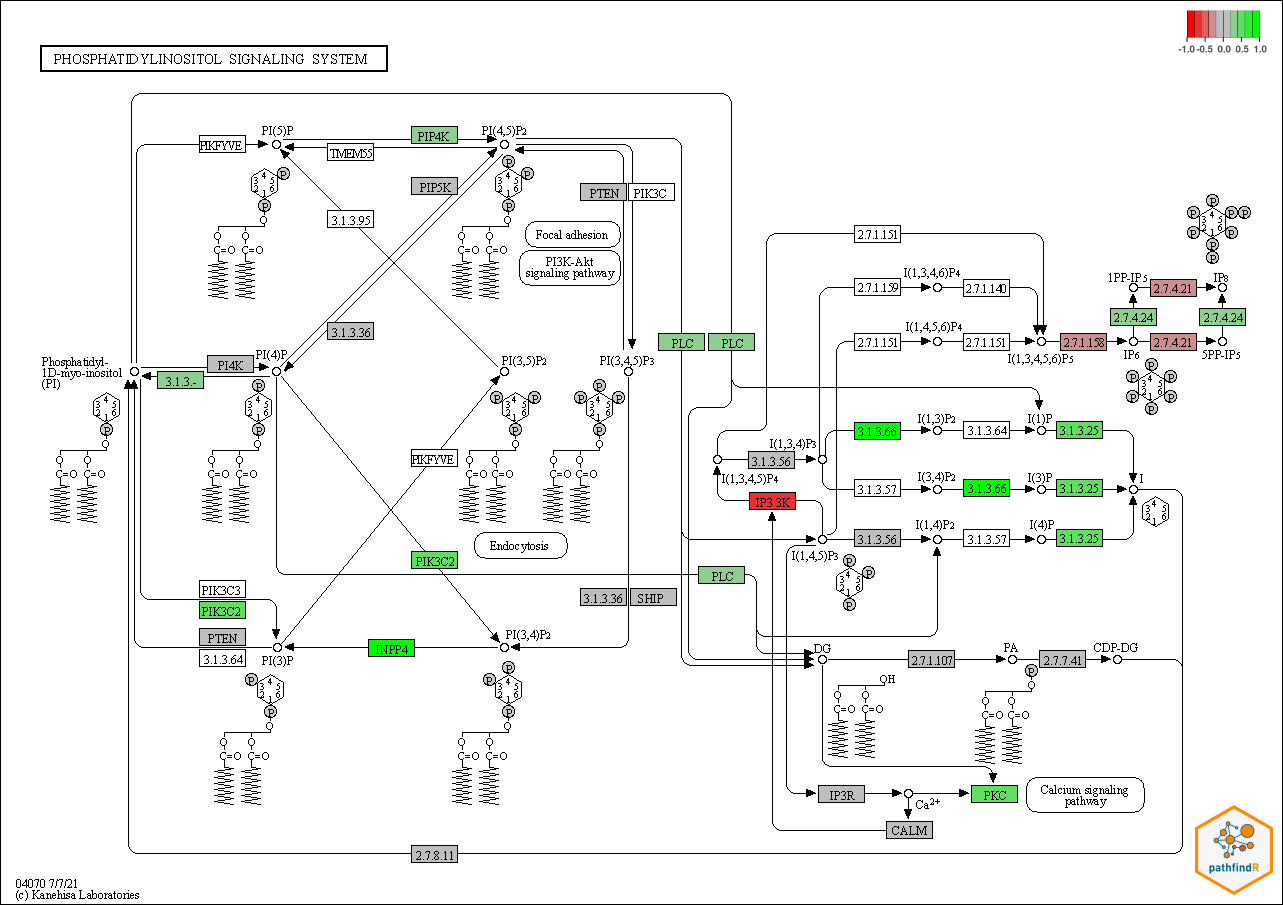 -1.0 -0.5 0.0 0.5 1.0
PHOSPHATIDYLINOSITOL SIGNALING SYSTEM
PI(5)P
PIKFYVE
TMEM55
PIP4K
PI(4,5)P2
PIP5K
PTEN
PIK3C
3.1.3.95
Focal adhesion
PI3K-Akt
signaling pathway
3.1.3.36
Phosphatidyl-
1D-myo-inositol
(PI)
PI4K
3.1.3.-
PI(4)P
PI(3,5)P2
PI(3,4,5)P3
PIKFYVE
Endocytosis
PIK3C2
PIK3C3
PIK3C2
PTEN
3.1.3.64
PI(3)P
INPP4
PI(3,4)P2
3.1.3.36
SHIP
PLC
PLC
PLC
2.7.1.151
2.7.1.159
I(1,3,4,6)P4
2.7.1.140
2.7.1.151
I(1,4,5,6)P4
2.7.1.151
I(1,3,4,5,6)P5
2.7.1.158
IP6
1PP-IP5
2.7.4.21
IP8
2.7.4.24
2.7.4.24
2.7.4.21
5PP-IP5
3.1.3.66
I(1,3)P2
3.1.3.64
I(1)P
3.1.3.25
I(1,3,4)P3
3.1.3.56
I(1,3,4,5)P4
IP3 3K
3.1.3.57
I(3,4)P2
3.1.3.66
I(3)P
3.1.3.25
I
I(1,4,5)P3
3.1.3.56
I(1,4)P2
3.1.3.57
I(4)P
3.1.3.25
DG
2.7.1.107
PA
2.7.7.41
CDP-DG
OH
IP3R
Ca2+
PKC
CALM
Calcium signaling
pathway
2.7.8.11
pathfindR
04070 7/7/21
(c) Kanehisa Laboratories